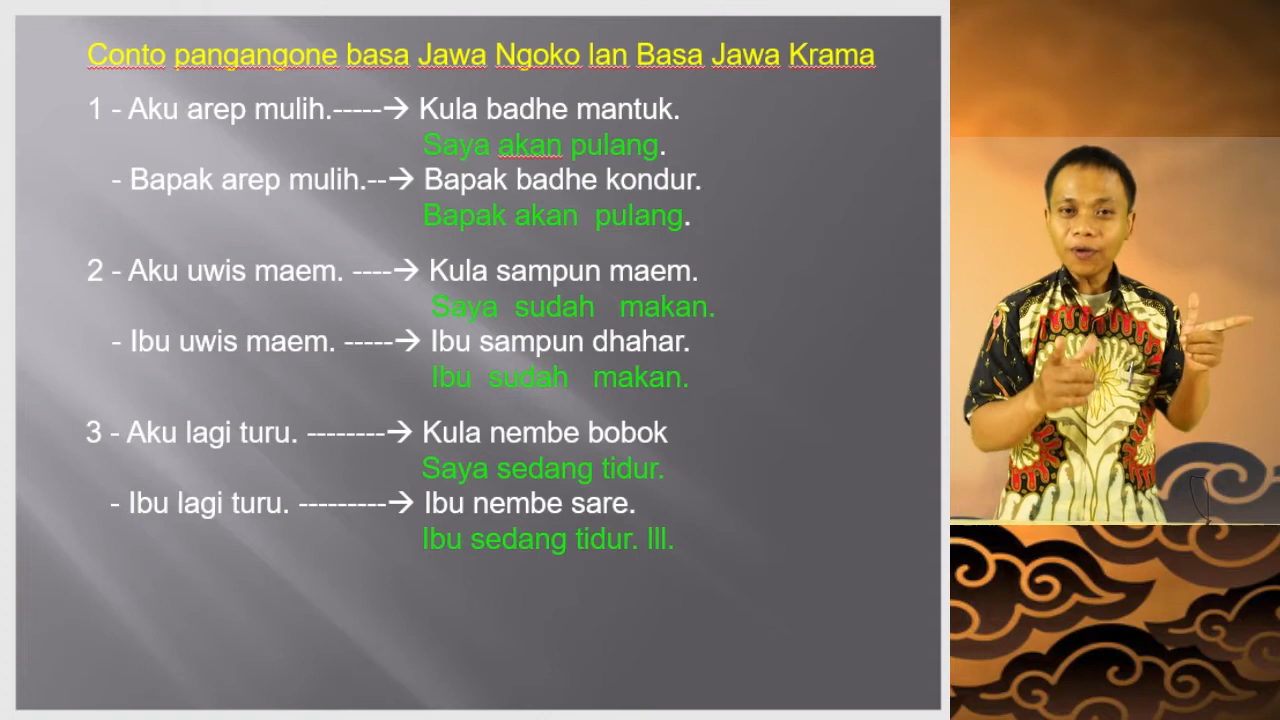 Conto pangangone basa Jawa Ngoko lan Basa Jawa Krama
1 - Aku arep mulih.-----→ Kula badhe mantuk.
Saya akan pulang.
- Bapak arep mulih.--→ Bapak badhe kondur.
Bapak akan pulang.
2 - Aku uwis maem. ----→ Kula sampun maem.
Saya sudah makan.
- Ibu uwis maem. -----→ Ibu sampun dhahar.
Ibu sudah makan.
3 - Aku lagi turu. --------→ Kula nembe bobok
Saya sedang tidur.
- Ibu lagi turu. ---------→ Ibu nembe sare.
Ibu sedang tidur. lll.